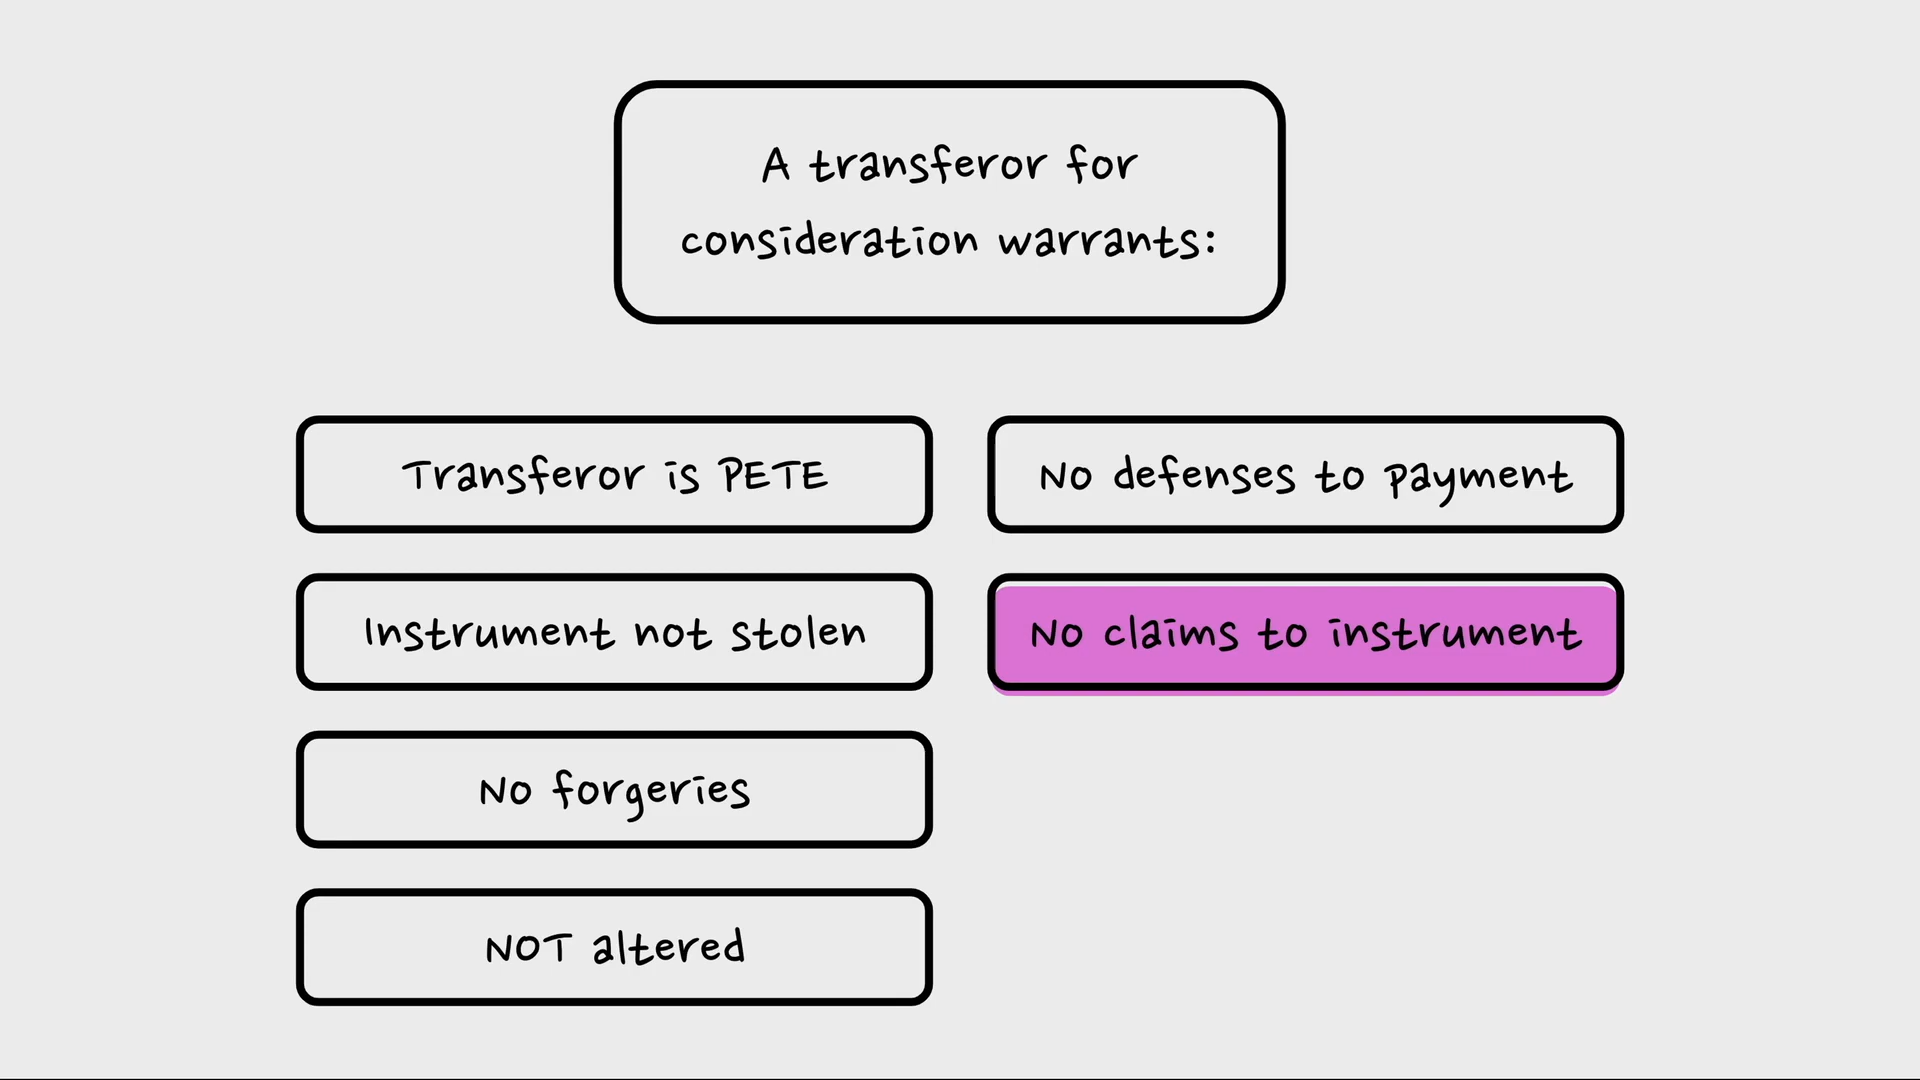 A transferor for
consideration warrants:
Transferor is PETE
No defenses to payment
Instrument not stolen
No claims to instrument
No forgeries
NOT altered